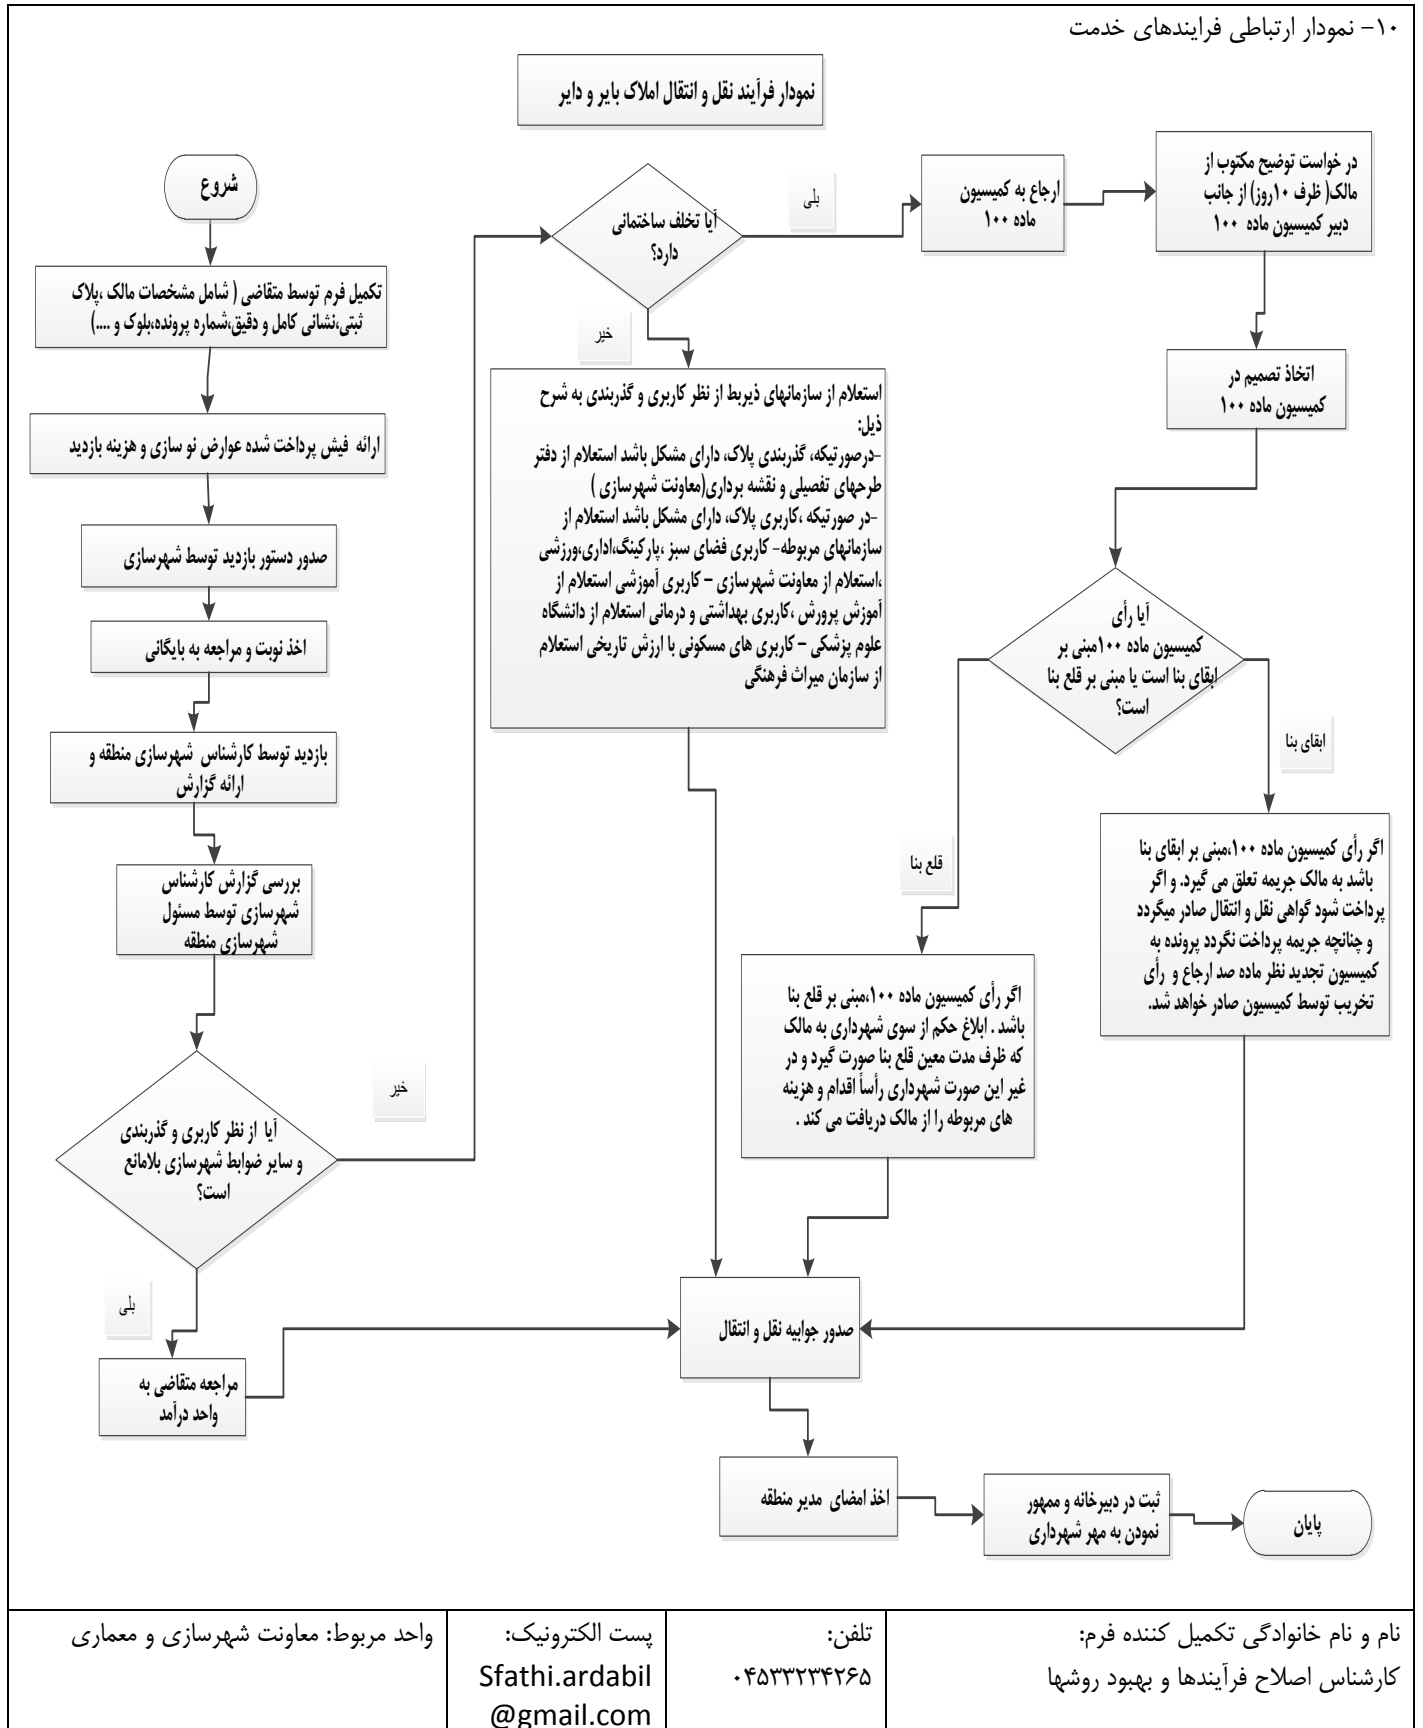 ۱۰- نمودار ارتباطی فرایندهای خدمت
نمودار فرآیند نقل و انتقال املاک بایر و دایر
شروع
تکمیل فرم توسط متقاضی ( شامل مشخصات مالک ،پلاک
ثبتی،نشانی کامل و دقیق،شماره پرونده،بلوک و ....)
ارائه فیش پرداخت شده عوارض نو سازی و هزینه بازدید
صدور دستور بازدید توسط شهرسازی
اخذ نوبت و مراجعه به بایگانی
بازدید توسط کارشناس شهرسازی منطقه و
ارائه گزارش
بررسی گزارش کارشناس
شهرسازی توسط مسئول
شهرسازی منطقه
آیا از نظر کاربری و گذربندی
و سایر ضوابط شهرسازی بلامانع
است؟
خیر
بلی
مراجعه متقاضی به
واحد درآمد
آیا تخلف ساختمانی
دارد؟
بلی
خیر
استعلام از سازمانهای ذیربط از نظر کاربری و گذربندی به شرح
ذیل:
-درصورتیکه، گذربندی پلاک، دارای مشکل باشد استعلام از دفتر
طرحهای تفصیلی و نقشه برداری(معاونت شهرسازی )
-در صورتیکه ،کاربری پلاک، دارای مشکل باشد استعلام از
سازمانهای مربوطه- کاربری فضای سبز ،پارکینگ،اداری،ورزشی
،استعلام از معاونت شهرسازی – کاربری آموزشی استعلام از
آموزش پرورش ،کاربری بهداشتی و درمانی استعلام از دانشگاه
علوم پزشکی – کاربری های مسکونی با ارزش تاریخی استعلام
از سازمان میراث فرهنگی
ارجاع به کمیسیون
ماده ۱۰۰
در خواست توضیح مکتوب از
مالک( ظرف ۱۰روز) از جانب
دبیر کمیسیون ماده ۱۰۰
اتخاذ تصمیم در
کمیسیون ماده ۱۰۰
آیا رأی
کمیسیون ماده ۱۰۰مبنی بر
ابقای بنا است یا مبنی بر قلع بنا
است؟
ابقای بنا
قلع بنا
اگر رأی کمیسیون ماده ۱۰۰،مبنی بر ابقای بنا
باشد به مالک جریمه تعلق می گیرد. و اگر
پرداخت شود گواهی نقل و انتقال صادر میگردد
و چنانچه جریمه پرداخت نگردد پرونده به
کمیسیون تجدید نظر ماده صد ارجاع و رأی
تخریب توسط کمیسیون صادر خواهد شد.
اگر رأی کمیسیون ماده ۱۰۰،مبنی بر قلع بنا
باشد . ابلاغ حکم از سوی شهرداری به مالک
که ظرف مدت معین قلع بنا صورت گیرد و در
غیر این صورت شهرداری رأساً اقدام و هزینه
های مربوطه را از مالک دریافت می کند .
صدور جوابیه نقل و انتقال
اخذ امضای مدیر منطقه
ثبت در دبیرخانه و ممهور
نمودن به مهر شهرداری
پایان
نام و نام خانوادگی تکمیل کننده فرم:
کارشناس اصلاح فرآیندها و بهبود روشها
تلفن:
۰۴۵۳۳۲۳۴۲۶۵
پست الکترونیک:
Sfathi.ardabil
@gmail.com
واحد مربوط: معاونت شهرسازی و معماری